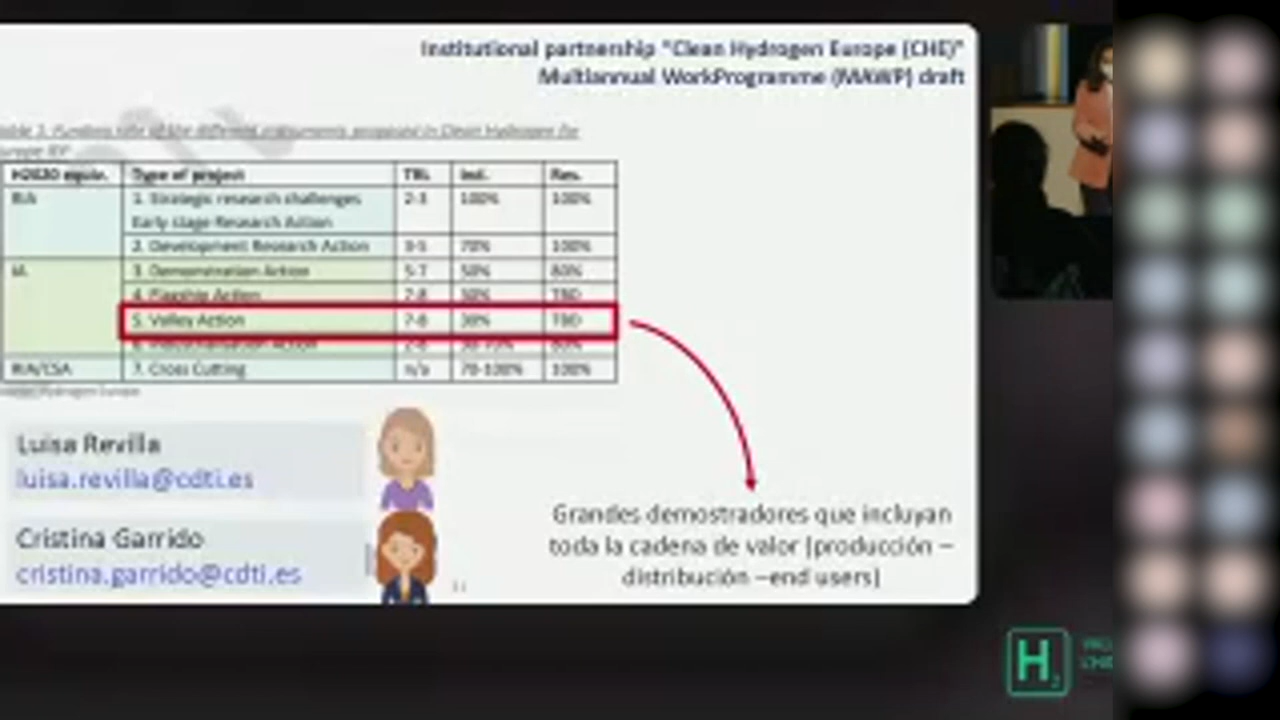 Institutional partnership "Clean Hydrogen Europe (CHE)"
Multiannual WorkProgramme (MAWP) draft
H2020 equiv. Type of project TRL Ind. Res.
RIA 1. Strategic research challenges 2-3 100% 100%
Early stage Research Action
2. Development Research Action 3-5 70% 100%
IA 3. Demonstration Action 5-7 50%
4. Flagship Action 7-8 TBD
5. Valley Action 7-8 TBD
RIA/CSA 7. Cross Cutting n/a 70-100% 100%
Luisa Revilla
luisa.revilla@cdti.es
Cristina Garrido
cristina.garrido@cdti.es
Grandes demostradores que incluyan
toda la cadena de valor (producción –
distribución –end users)
H2